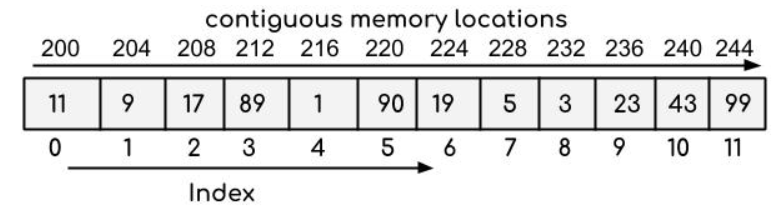 contiguous memory locations
200 204 208 212 216 220 224 228 232 236 240 244
11 9 17 89 1 90 19 5 3 23 43 99
0 1 2 3 4 5 6 7 8 9 10 11
Index